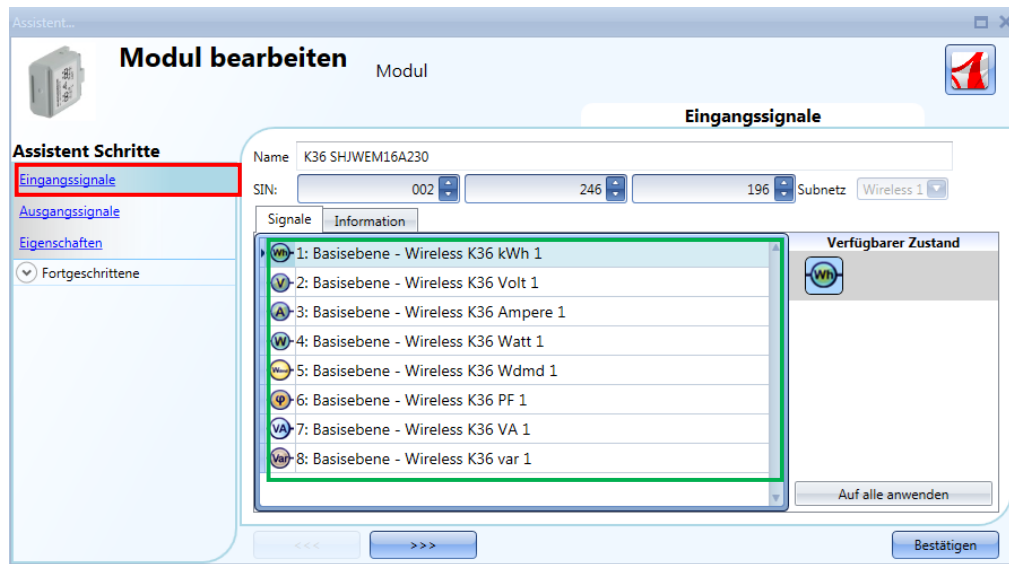 Assistent...
Modul bearbeiten Modul
Eingangssignale
Assistent Schritte
Eingangssignale
Ausgangssignale
Eigenschaften
Fortgeschrittene
Name K36 SHJWEM16A230
SIN: 002 246 196 Subnetz Wireless 1
Signale Information
Wh 1: Basisebene - Wireless K36 kWh 1
V 2: Basisebene - Wireless K36 Volt 1
A 3: Basisebene - Wireless K36 Ampere 1
W 4: Basisebene - Wireless K36 Watt 1
5: Basisebene - Wireless K36 Wdmd 1
φ 6: Basisebene - Wireless K36 PF 1
VA 7: Basisebene - Wireless K36 VA 1
Var 8: Basisebene - Wireless K36 var 1
Verfügbarer Zustand
Wh
Auf alle anwenden
<<< >>> Bestätigen